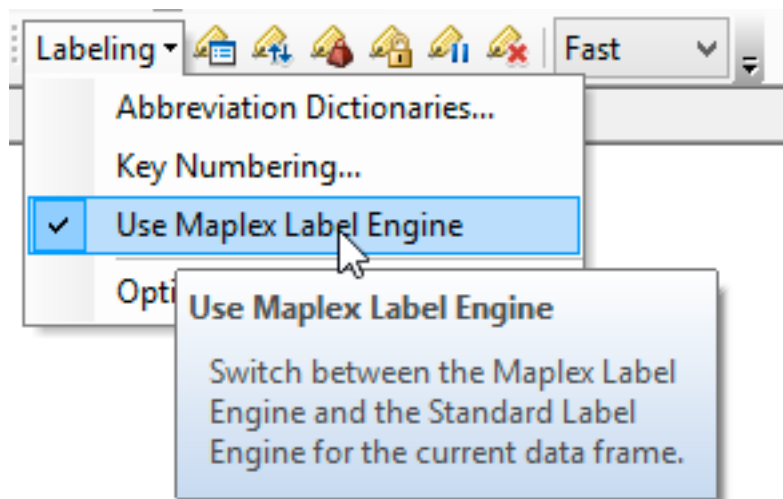 Labeling Fast
Abbreviation Dictionaries...
Key Numbering...
Use Maplex Label Engine
Opti
Use Maplex Label Engine
Switch between the Maplex Label
Engine and the Standard Label
Engine for the current data frame.